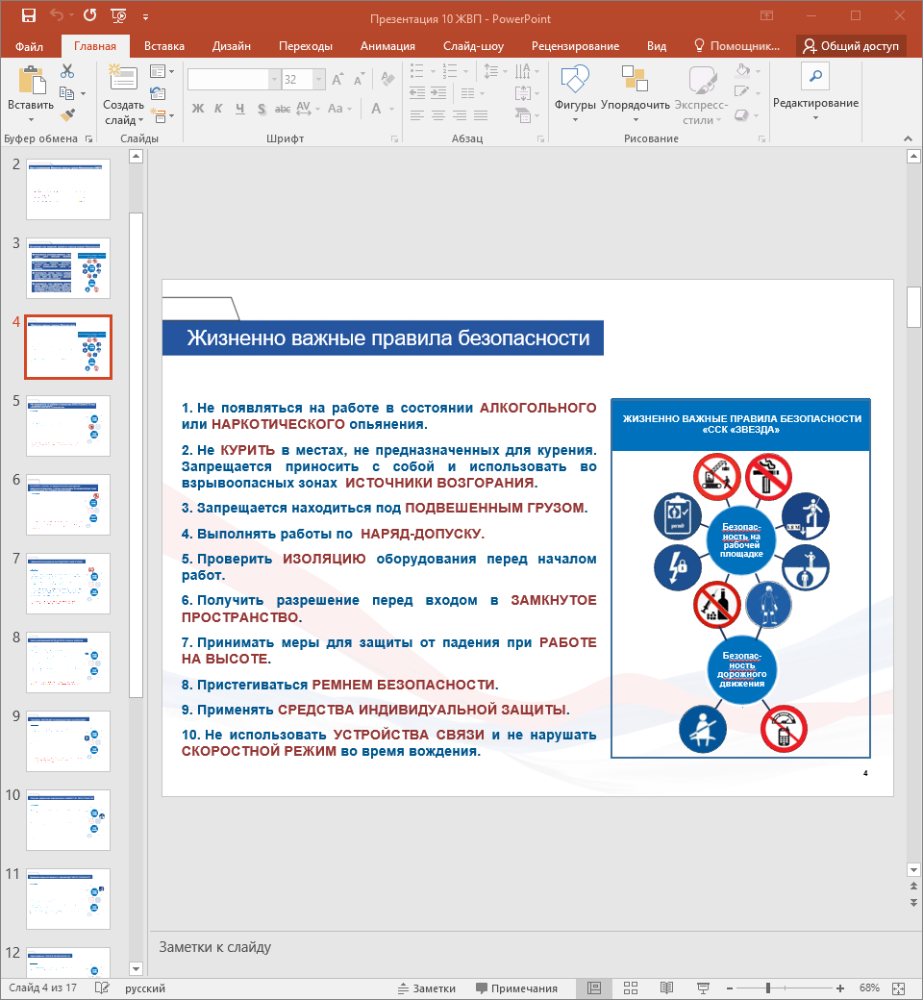 Презентация 10 ЖВП - PowerPoint
Файл
Главная
Вставка
Дизайн
Переходы
Анимация
Слайд-шоу
Рецензирование
Вид
Помощник...
Общий доступ
Вставить
Создать
слайд
32
Ж К Ч S abc AV Aa A
Фигуры
Упорядочить
Экспресс-
стили
Редактирование
Буфер обмена
Слайды
Шрифт
Абзац
Рисование
2
3
4
5
6
7
8
9
10
11
12
Жизненно важные правила безопасности
1. Не появляться на работе в состоянии АЛКОГОЛЬНОГО
или НАРКОТИЧЕСКОГО опьянения.
2. Не КУРИТЬ в местах, не предназначенных для курения.
Запрещается приносить с собой и использовать во
взрывоопасных зонах ИСТОЧНИКИ ВОЗГОРАНИЯ.
3. Запрещается находиться под ПОДВЕШЕННЫМ ГРУЗОМ.
4. Выполнять работы по НАРЯД-ДОПУСКУ.
5. Проверить ИЗОЛЯЦИЮ оборудования перед началом
работ.
6. Получить разрешение перед входом в ЗАМКНУТОЕ
ПРОСТРАНСТВО.
7. Принимать меры для защиты от падения при РАБОТЕ
НА ВЫСОТЕ.
8. Пристегиваться РЕМНЕМ БЕЗОПАСНОСТИ.
9. Применять СРЕДСТВА ИНДИВИДУАЛЬНОЙ ЗАЩИТЫ.
10. Не использовать УСТРОЙСТВА СВЯЗИ и не нарушать
СКОРОСТНОЙ РЕЖИМ во время вождения.
ЖИЗНЕННО ВАЖНЫЕ ПРАВИЛА БЕЗОПАСНОСТИ
«ССК «ЗВЕЗДА»
permit
Безопас-
ность на
рабочей
площадке
Безопас-
ность
дорожного
движения
4
Заметки к слайду
Слайд 4 из 17
русский
Заметки
Примечания
68%